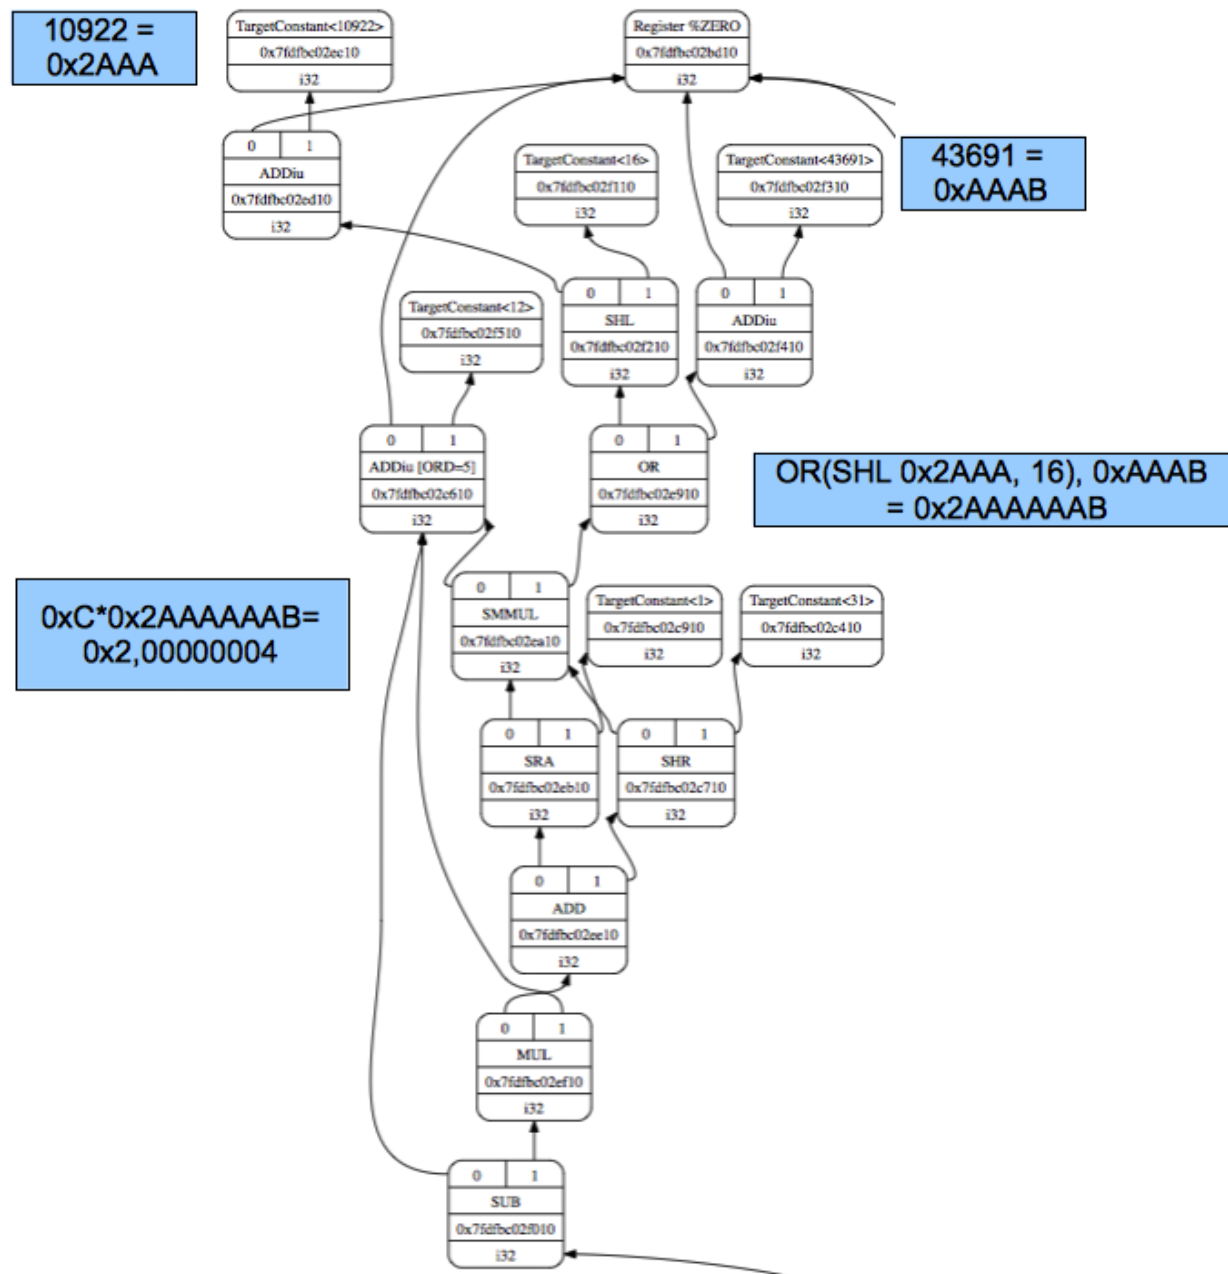 10922 =
0x2AAA
TargetConstant<10922>
0x7fdfbc02ec10
i32
Register %ZERO
0x7fdfbc02bd10
i32
0 1
ADDiu
0x7fdfbc02ed10
i32
TargetConstant<16>
0x7fdfbc02f110
i32
TargetConstant<43691>
0x7fdfbc02f310
i32
43691 =
0xAAAB
TargetConstant<12>
0x7fdfbc02f510
i32
0 1
SHL
0x7fdfbc02f210
i32
0 1
ADDiu
0x7fdfbc02f410
i32
0 1
ADDiu [ORD=5]
0x7fdfbc02c610
i32
0 1
OR
0x7fdfbc02e910
i32
OR(SHL 0x2AAA, 16), 0xAAAB
= 0x2AAAAAAB
0xC*0x2AAAAAAB=
0x2,00000004
0 1
SMMUL
0x7fdfbc02ea10
i32
TargetConstant<1>
0x7fdfbc02c910
i32
TargetConstant<31>
0x7fdfbc02c410
i32
0 1
SRA
0x7fdfbc02eb10
i32
0 1
SHR
0x7fdfbc02c710
i32
0 1
ADD
0x7fdfbc02ee10
i32
0 1
MUL
0x7fdfbc02ef10
i32
0 1
SUB
0x7fdfbc02f010
i32